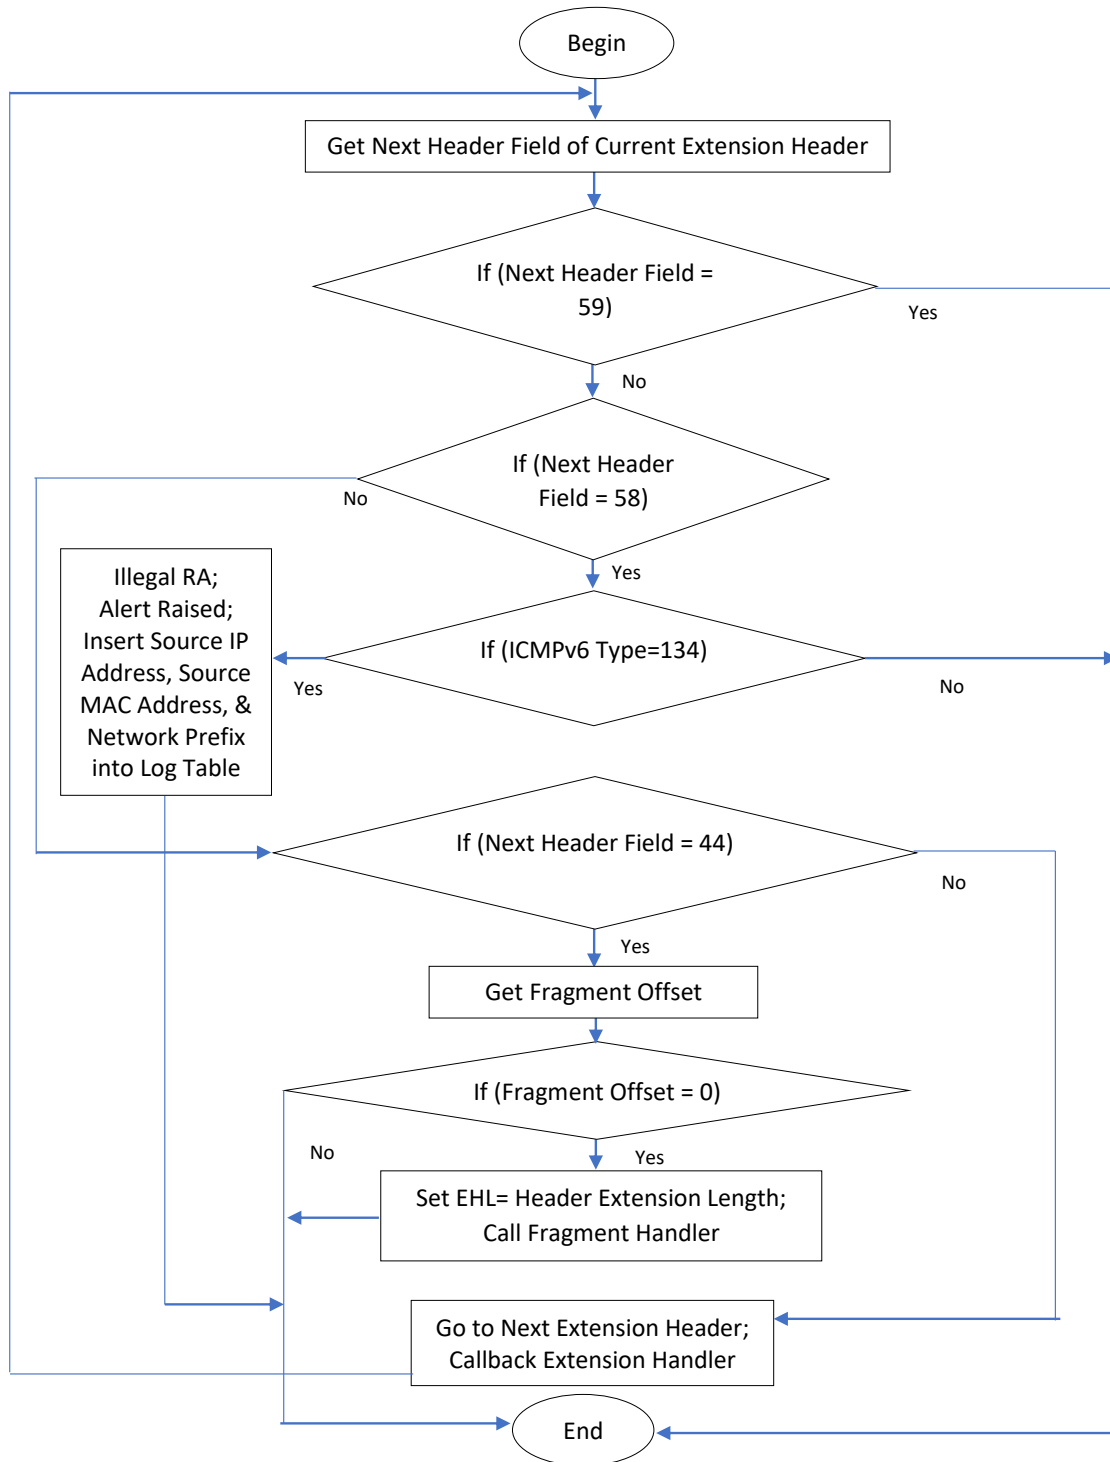 Begin
Get Next Header Field of Current Extension Header
If (Next Header Field =
59)
Yes
No
If (Next Header
Field = 58)
No
Yes
Illegal RA;
Alert Raised;
Insert Source IP
Address, Source
MAC Address, &
Network Prefix
into Log Table
If (ICMPv6 Type=134)
Yes
No
If (Next Header Field = 44)
No
Yes
Get Fragment Offset
If (Fragment Offset = 0)
No
Yes
Set EHL= Header Extension Length;
Call Fragment Handler
Go to Next Extension Header;
Callback Extension Handler
End